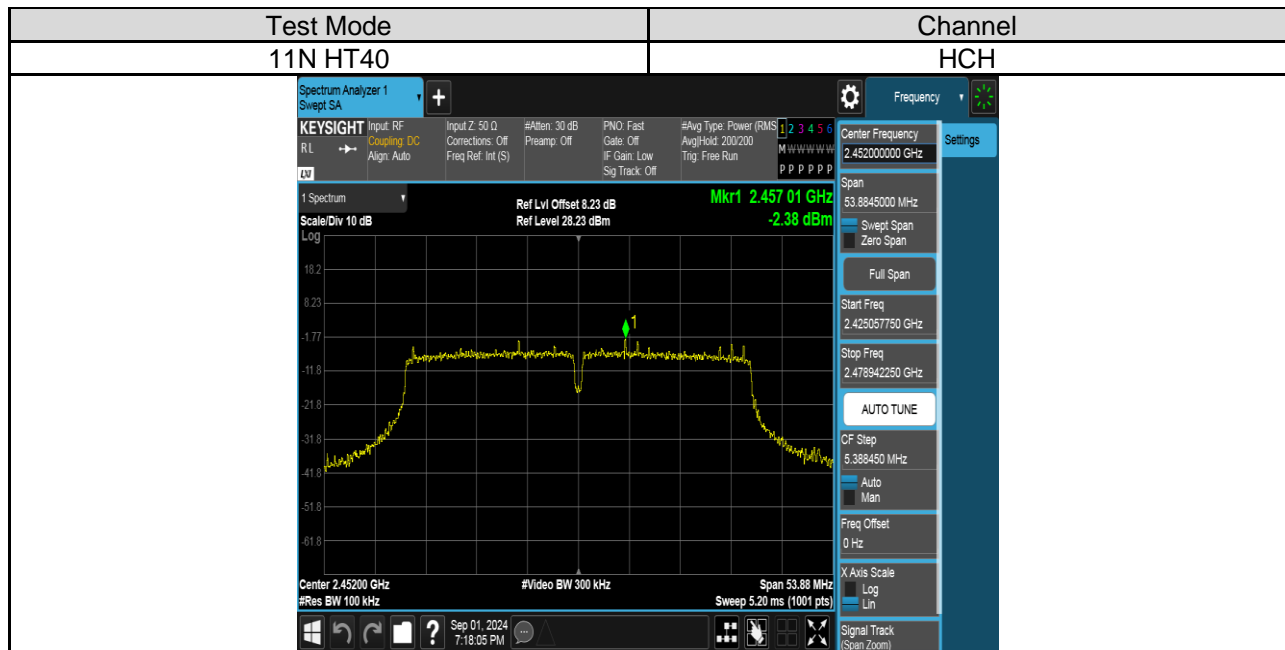 Test Mode Channel
11N HT40 HCH
Spectrum Analyzer 1
Swept SA
Frequency
KEYSIGHT
RL
LXI
Input: RF
Coupling: DC
Align: Auto
Input Z: 50 Ω
Corrections: Off
Freq Ref: Int (S)
#Atten: 30 dB
Preamp: Off
PNO: Fast
Gate: Off
IF Gain: Low
Sig Track: Off
#Avg Type: Power (RMS
Avg|Hold: 200/200
Trig: Free Run
1 2 3 4 5 6
M W W W W W
P P P P P P
Center Frequency
2.452000000 GHz
Settings
Span
53.8845000 MHz
Swept Span
Zero Span
Full Span
Start Freq
2.425057750 GHz
Stop Freq
2.478942250 GHz
AUTO TUNE
CF Step
5.388450 MHz
Auto
Man
Freq Offset
0 Hz
X Axis Scale
Log
Lin
Signal Track
(Span Zoom)
1 Spectrum
Scale/Div 10 dB
Log
Ref Lvl Offset 8.23 dB
Ref Level 28.23 dBm
Mkr1 2.457 01 GHz
-2.38 dBm
18.2
8.23
1
-1.77
-11.8
-21.8
-31.8
-41.8
-51.8
-61.8
Center 2.45200 GHz
#Res BW 100 kHz
#Video BW 300 kHz
Span 53.88 MHz
Sweep 5.20 ms (1001 pts)
?
Sep 01, 2024
7:18:05 PM